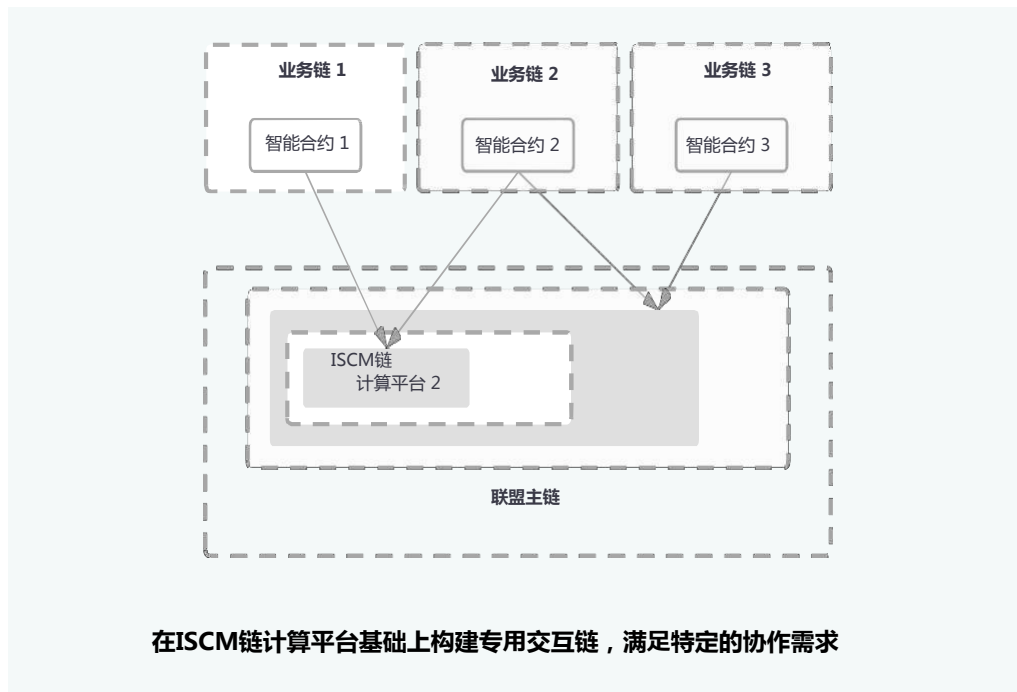 业务链 1
业务链 2
业务链 3
智能合约 1
智能合约 2
智能合约 3
ISCM链
计算平台 2
联盟主链
在ISCM链计算平台基础上构建专用交互链，满足特定的协作需求